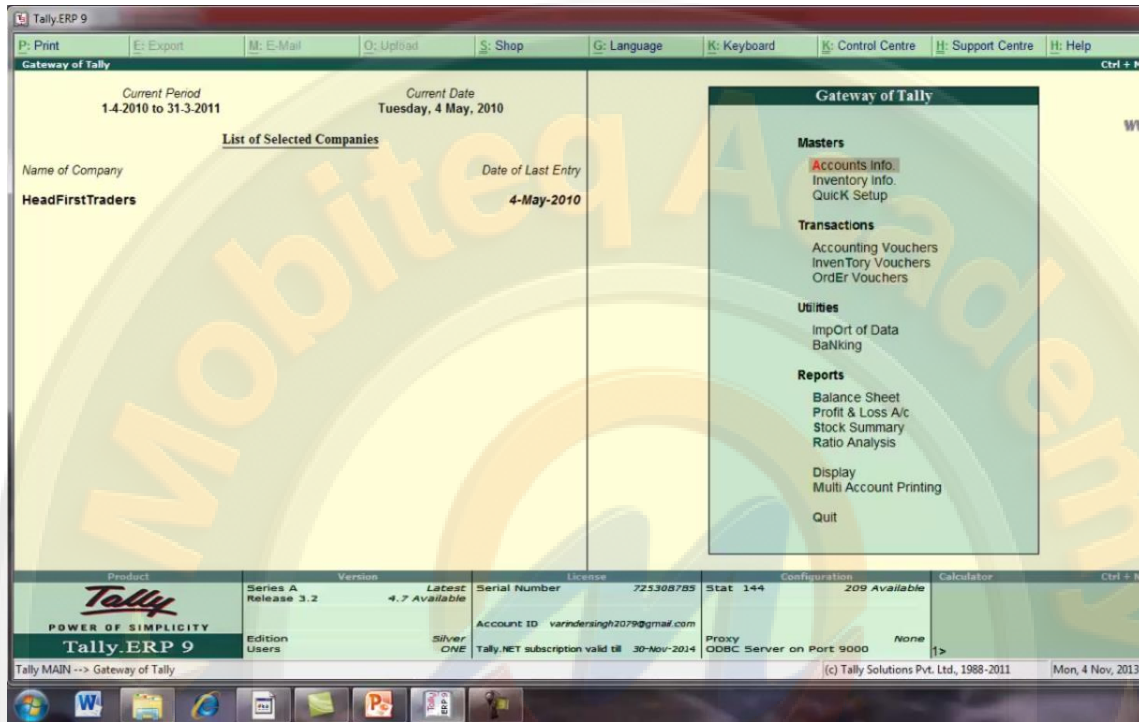 Tally.ERP 9
P: Print E: Export M: E-Mail O: Upload S: Shop G: Language K: Keyboard K: Control Centre H: Support Centre H: Help
Gateway of Tally Ctrl + M
Current Period Current Date
1-4-2010 to 31-3-2011 Tuesday, 4 May, 2010
List of Selected Companies
Name of Company Date of Last Entry
HeadFirstTraders 4-May-2010
Gateway of Tally
Masters
Accounts Info.
Inventory Info.
QuicK Setup
Transactions
Accounting Vouchers
InvenTory Vouchers
OrdEr Vouchers
Utilities
ImpOrt of Data
BaNking
Reports
Balance Sheet
Profit & Loss A/c
Stock Summary
Ratio Analysis
Display
Multi Account Printing
Quit
Mobiteq Academy
Product Version License Configuration Calculator Ctrl + N
Tally
POWER OF SIMPLICITY
Tally.ERP 9
Series A Latest
Release 3.2 4.7 Available
Edition Silver
Users ONE
Serial Number 725308785
Account ID varindersingh2079@gmail.com
Tally.NET subscription valid till 30-Nov-2014
Stat 144 209 Available
Proxy None
ODBC Server on Port 9000
1>
Tally MAIN --> Gateway of Tally (c) Tally Solutions Pvt. Ltd., 1988-2011 Mon, 4 Nov, 2013